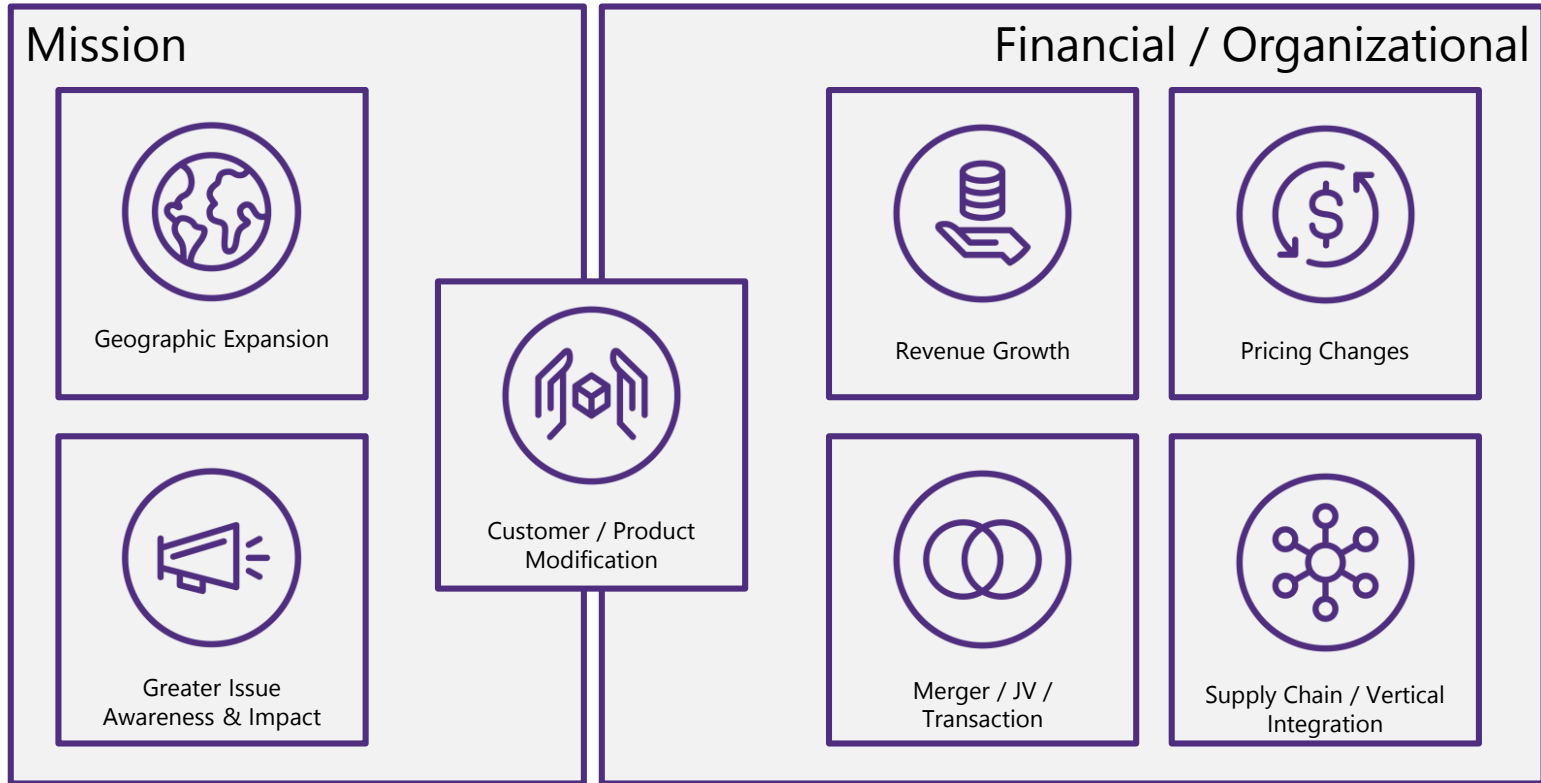 Mission
Geographic Expansion
Greater Issue
Awareness & Impact
Customer / Product
Modification
Financial / Organizational
Revenue Growth
Pricing Changes
Merger / JV /
Transaction
Supply Chain / Vertical
Integration